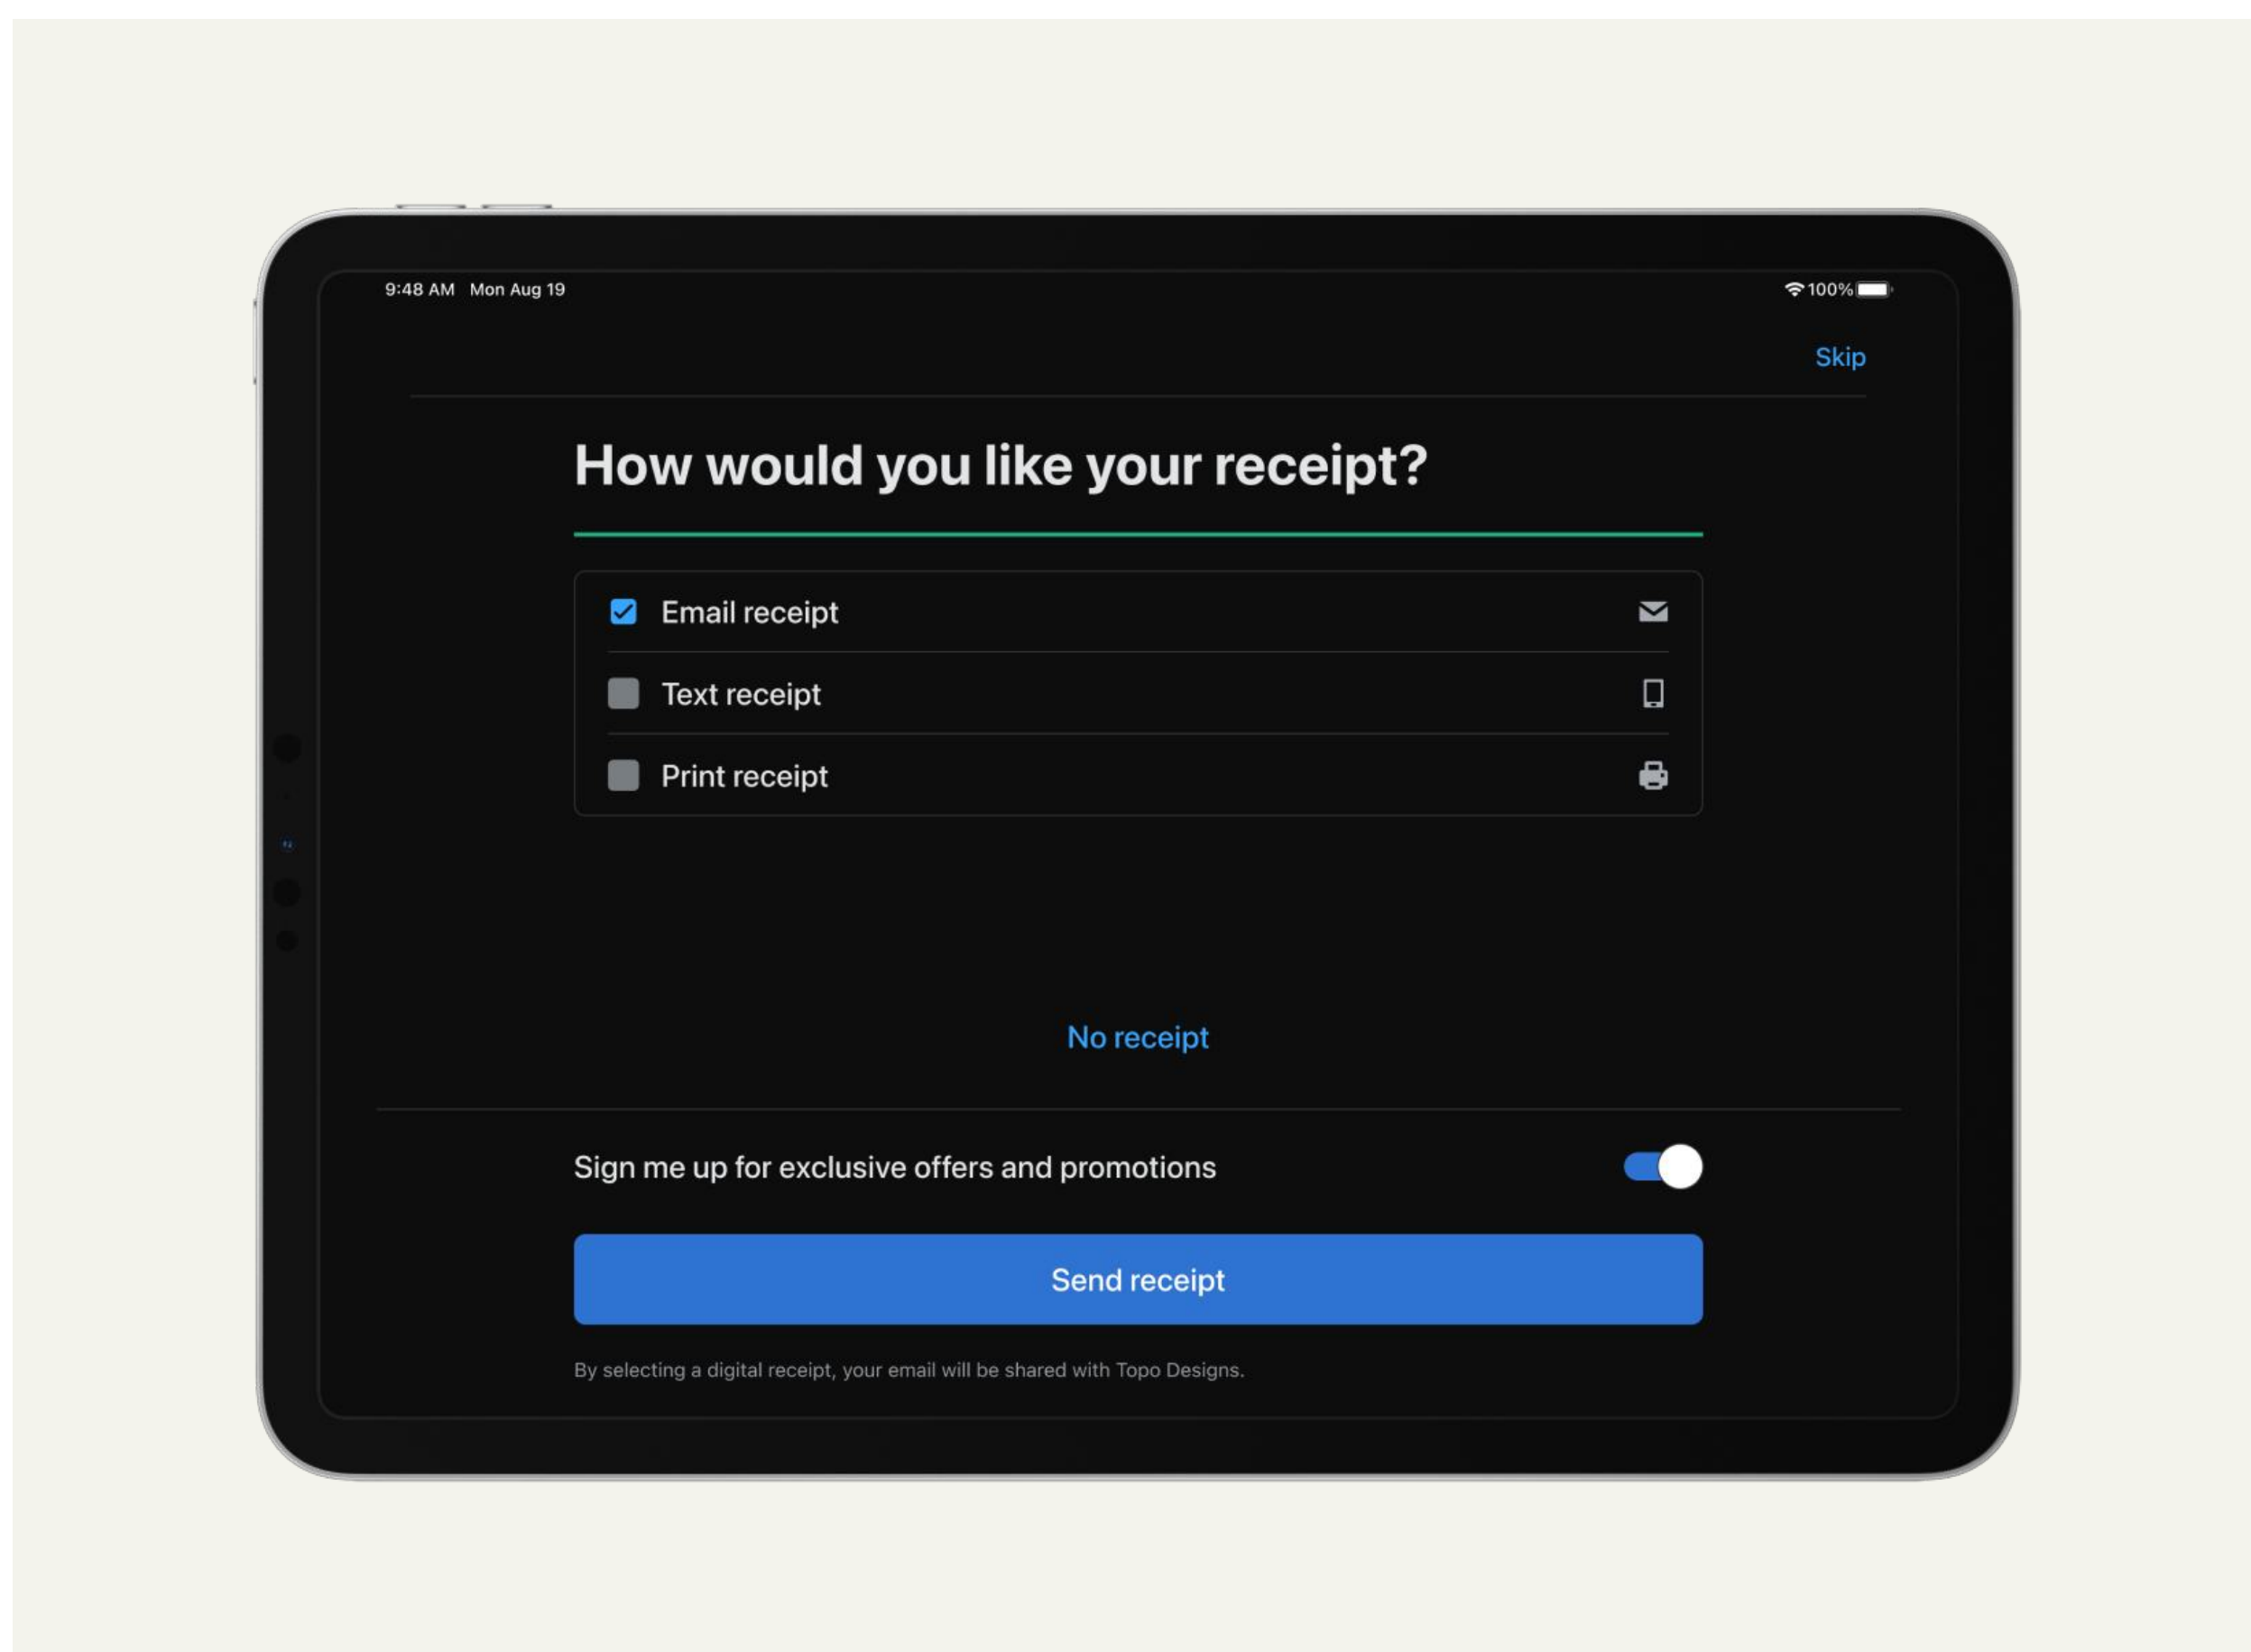 9:48 AM Mon Aug 19
100%
Skip
How would you like your receipt?
Email receipt
Text receipt
Print receipt
No receipt
Sign me up for exclusive offers and promotions
Send receipt
By selecting a digital receipt, your email will be shared with Topo Designs.